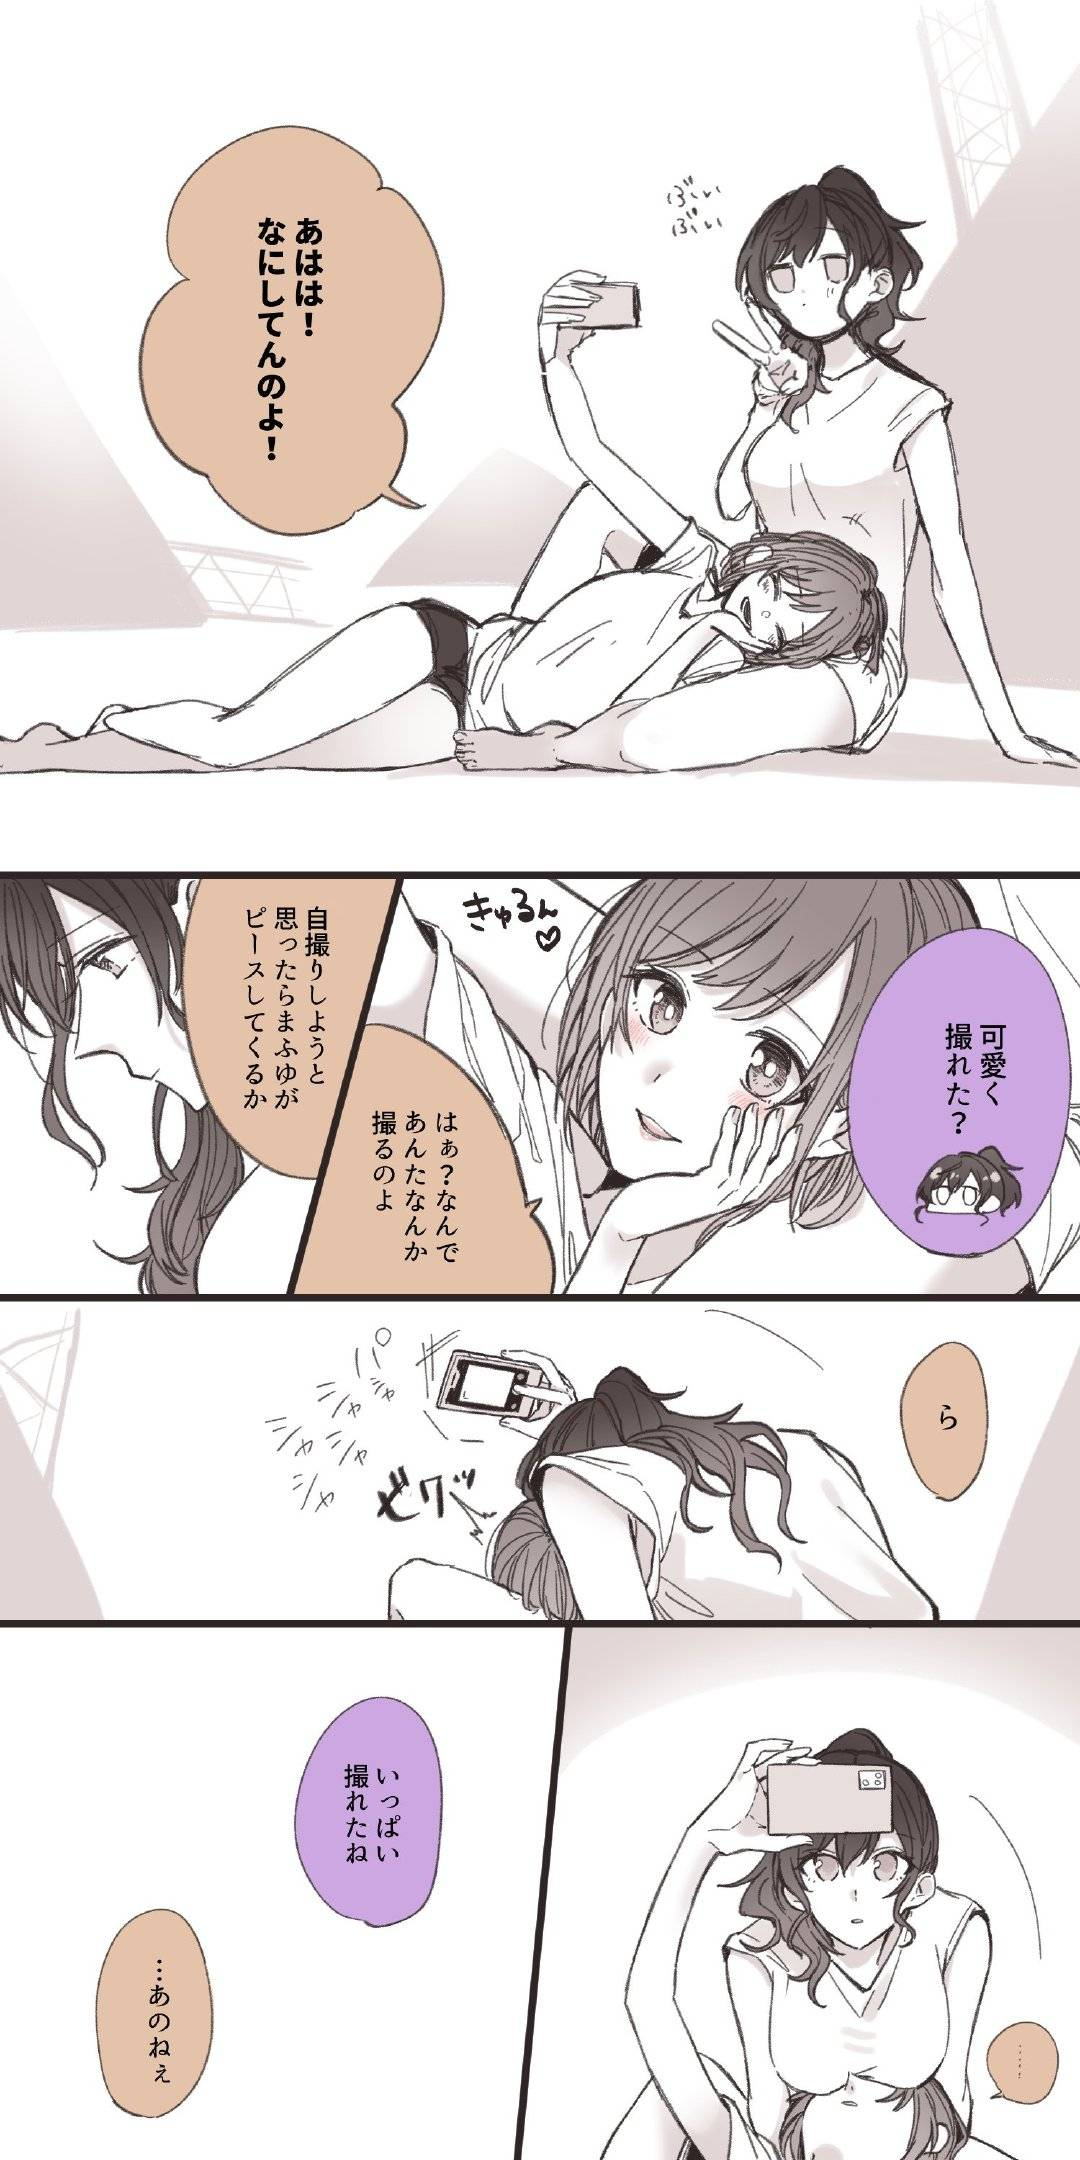 ぶい
ぶい
あはは！
なにしてんのよ！
可愛く
撮れた？
きゅるん♡
はぁ？なんで
あんたなんか
撮るのよ
自撮りしようと
思ったらまふゆが
ピースしてくるか
ら
パシャ
シャシャ
シャシャ
シャ
ビクッ
……
いっぱい
撮れたね
…あのねぇ